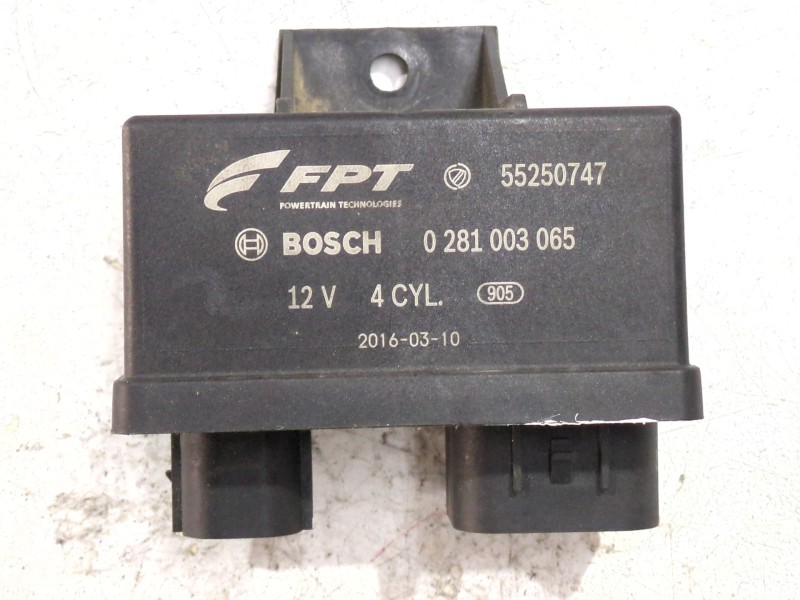 FPT 55250747
POWERTRAIN TECHNOLOGIES
BOSCH 0 281 003 065
12 V 4 CYL. 905
2016-03-10